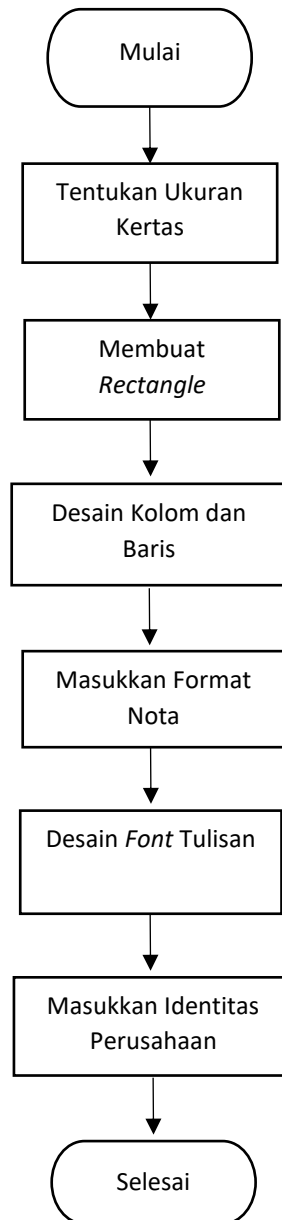 Mulai
Tentukan Ukuran
Kertas
Membuat
Rectangle
Desain Kolom dan
Baris
Masukkan Format
Nota
Desain Font Tulisan
Masukkan Identitas
Perusahaan
Selesai